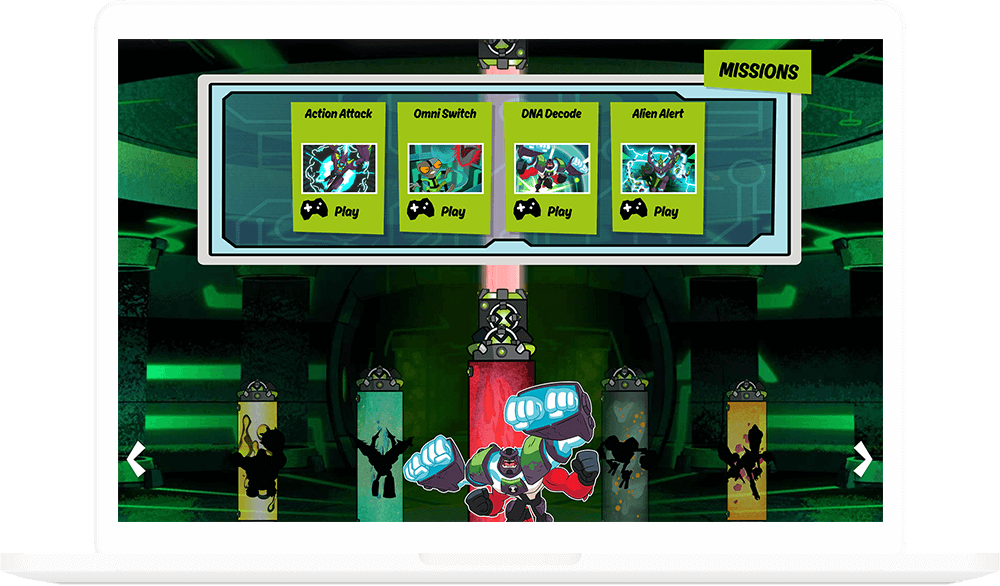 MISSIONS
Action Attack
Omni Switch
DNA Decode
Alien Alert
Play
Play
Play
Play